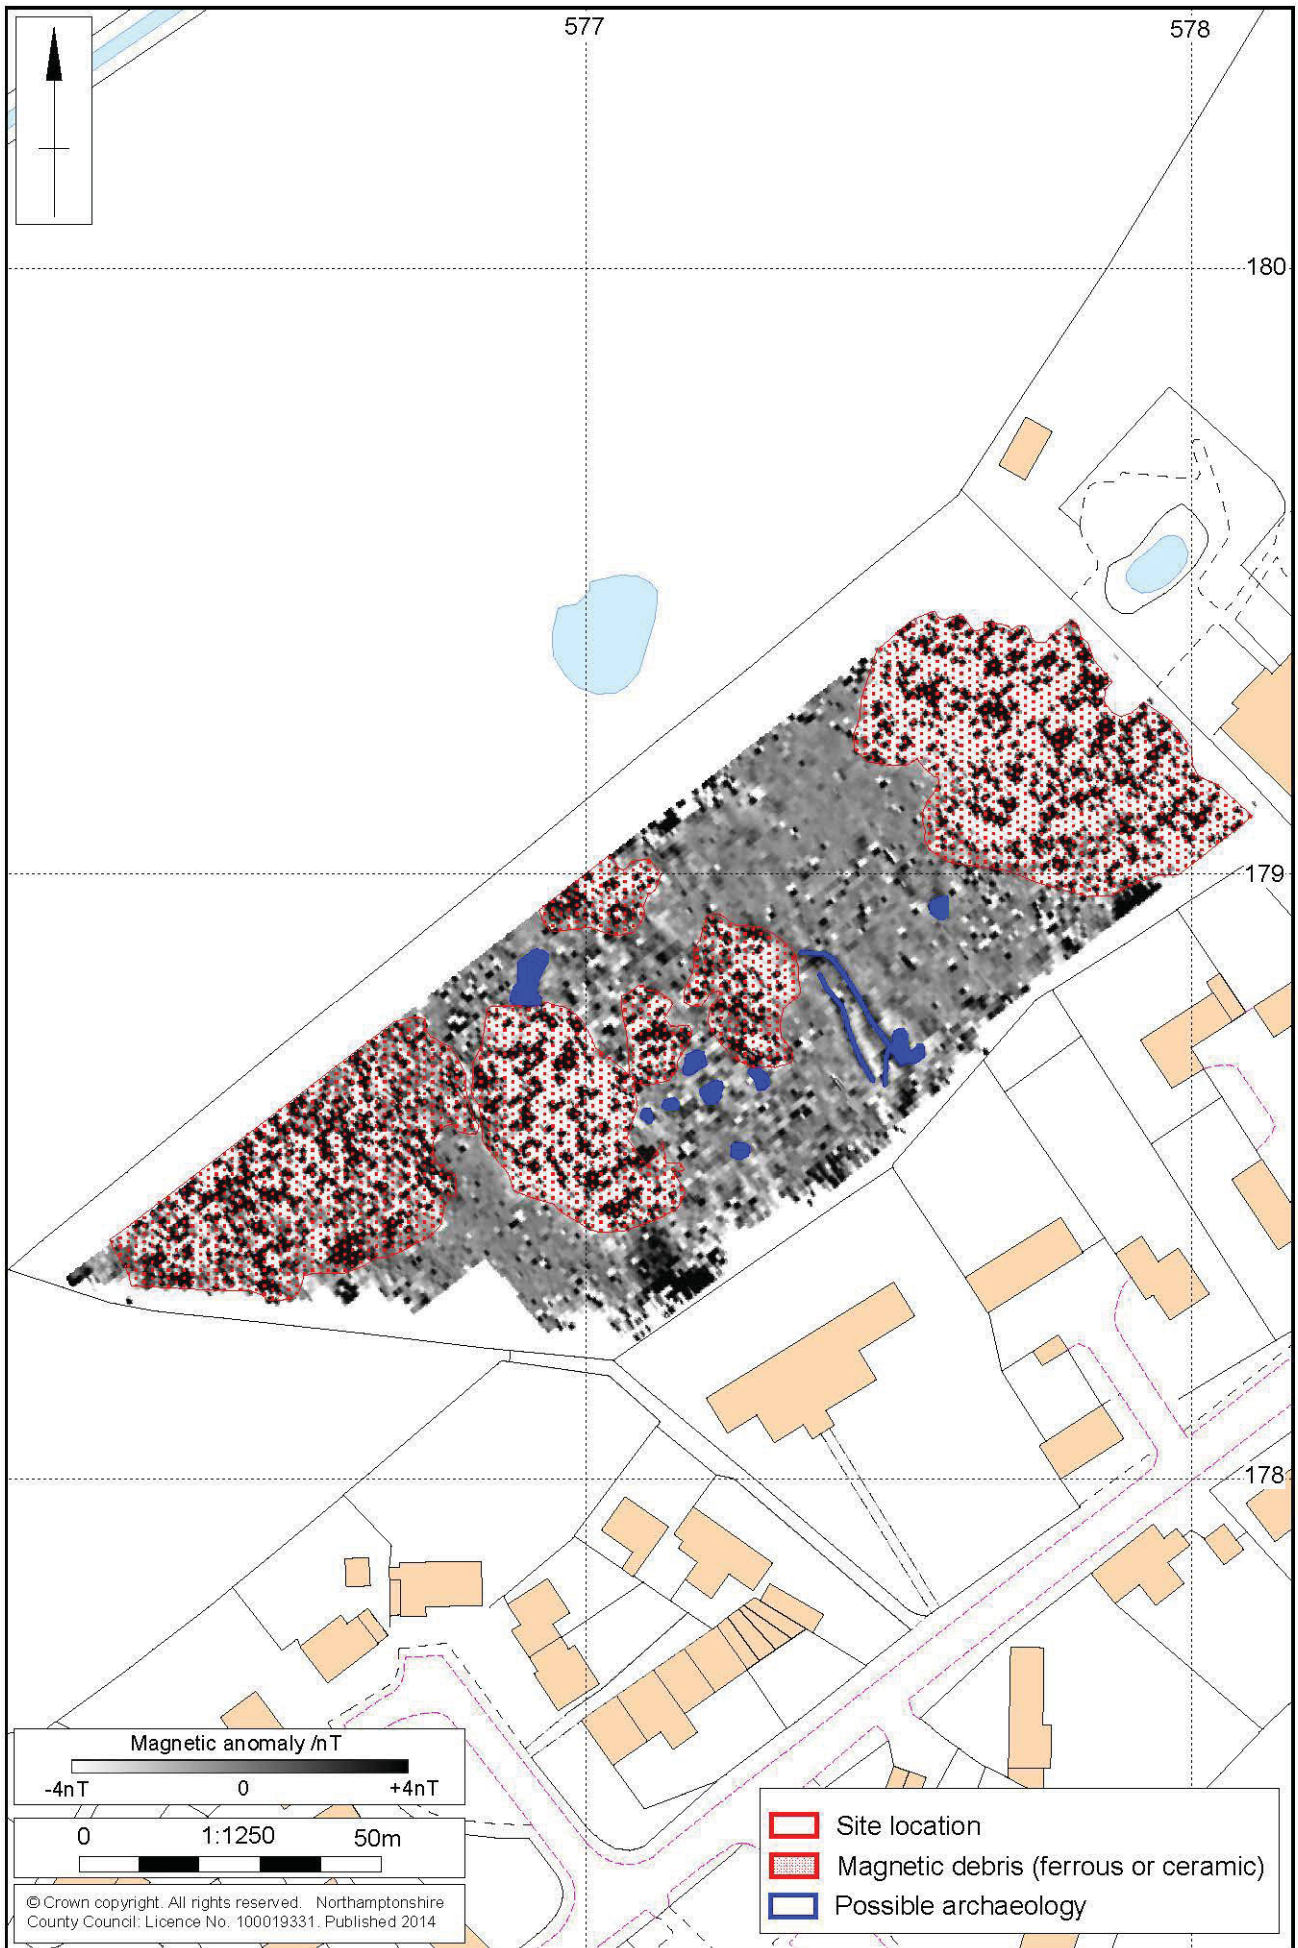 577
578
180
179
178
Magnetic anomaly /nT
-4nT 0 +4nT
0 1:1250 50m
© Crown copyright. All rights reserved. Northamptonshire
County Council: Licence No. 100019331. Published 2014
Site location
Magnetic debris (ferrous or ceramic)
Possible archaeology